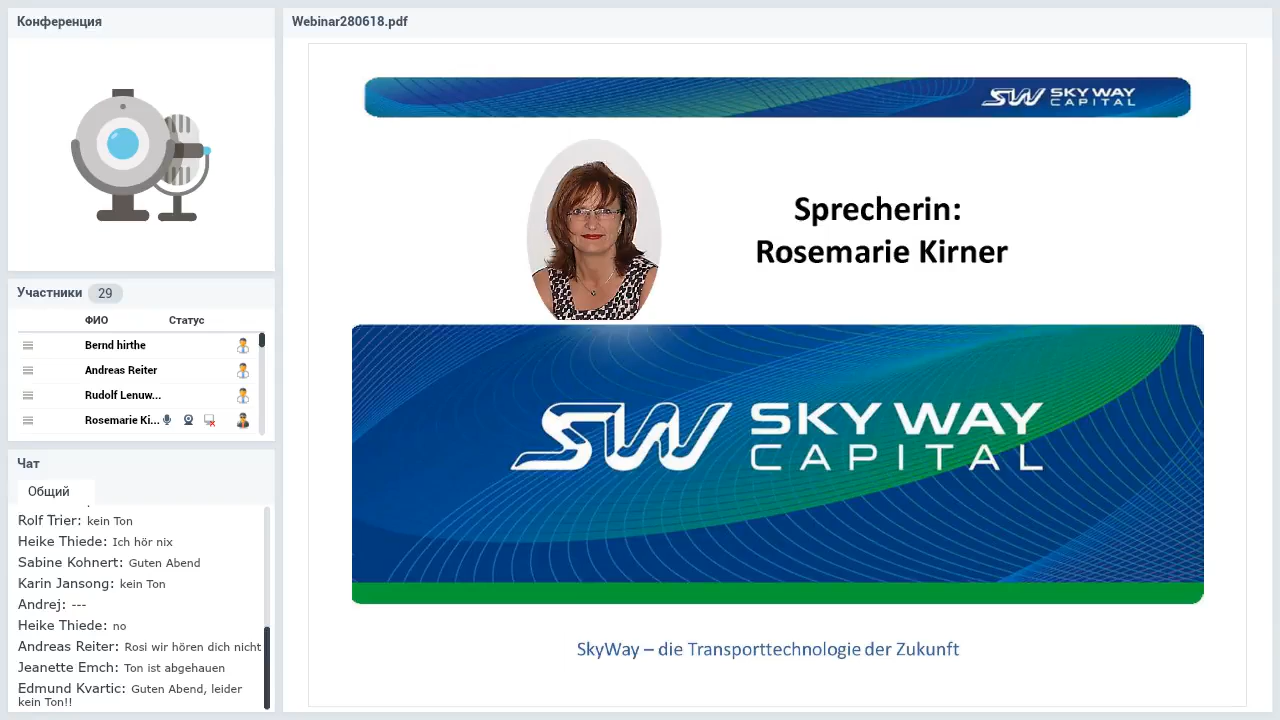 Конференция
Участники 29
ФИО Статус
Bernd hirthe
Andreas Reiter
Rudolf Lenuw...
Rosemarie Ki...
Чат
Общий
Rolf Trier: kein Ton
Heike Thiede: Ich hör nix
Sabine Kohnert: Guten Abend
Karin Jansong: kein Ton
Andrej: ---
Heike Thiede: no
Andreas Reiter: Rosi wir hören dich nicht
Jeanette Emch: Ton ist abgehauen
Edmund Kvartic: Guten Abend, leider
kein Ton!!
Webinar280618.pdf
SW SKY WAY
CAPITAL
Sprecherin:
Rosemarie Kirner
SW SKY WAY
CAPITAL
SkyWay – die Transporttechnologie der Zukunft